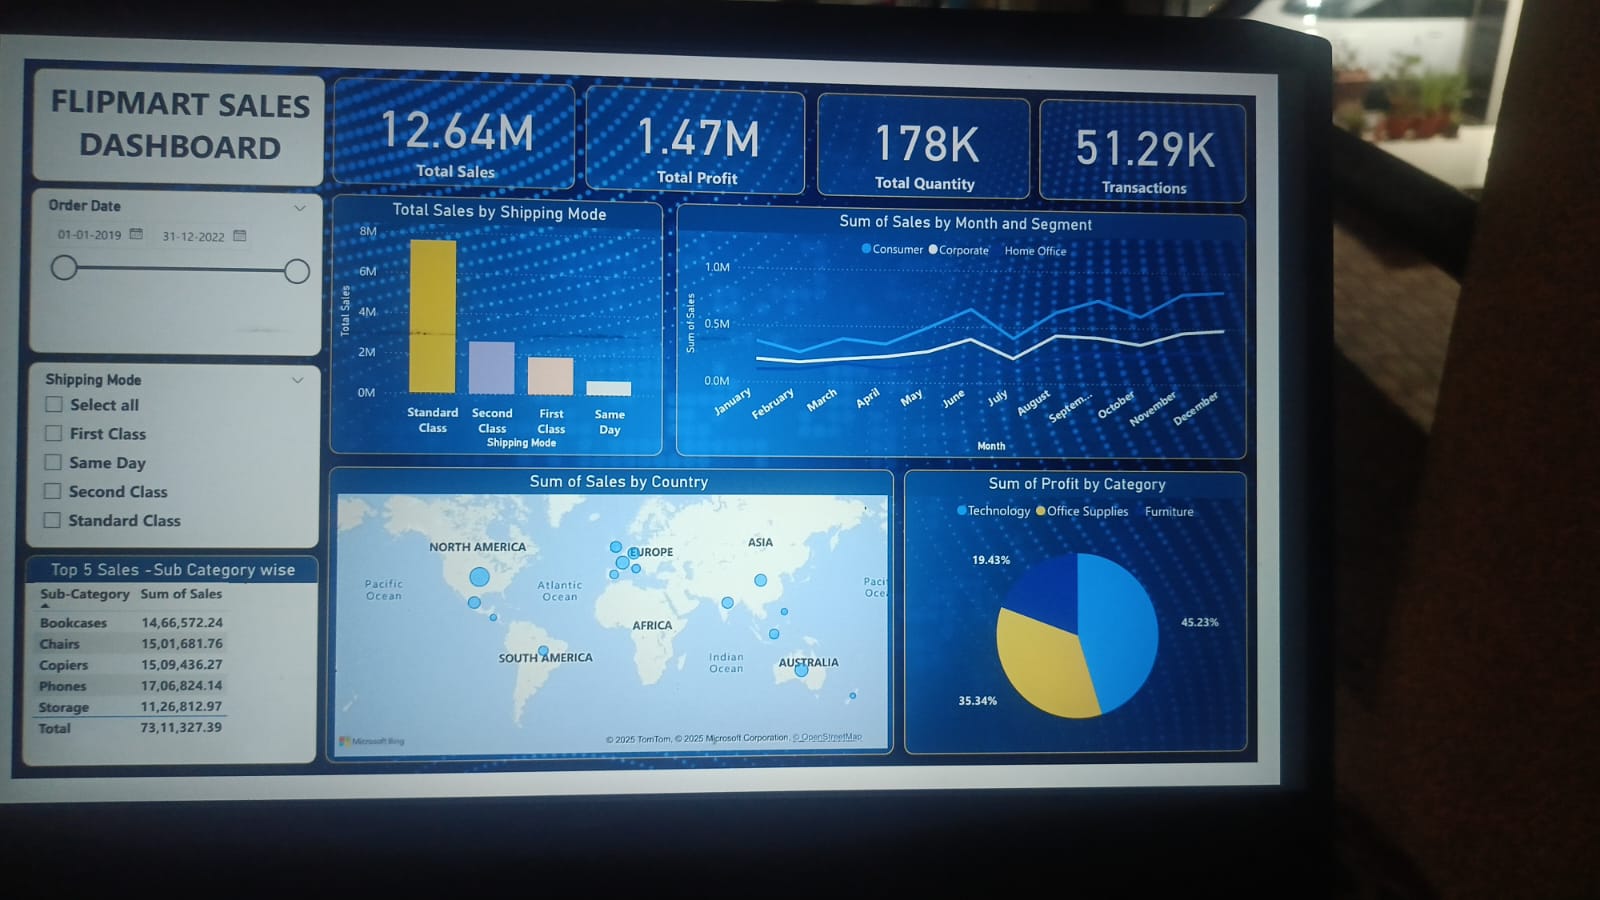 FLIPMART SALES
DASHBOARD
12.64M
Total Sales
1.47M
Total Profit
178K
Total Quantity
51.29K
Transactions
Order Date
01-01-2019
31-12-2022
Shipping Mode
Select all
First Class
Same Day
Second Class
Standard Class
Top 5 Sales -Sub Category wise
Sub-Category Sum of Sales
Bookcases 14,66,572.24
Chairs 15,01,681.76
Copiers 15,09,436.27
Phones 17,06,824.14
Storage 11,26,812.97
Total 73,11,327.39
Total Sales by Shipping Mode
Total Sales
8M
6M
4M
2M
0M
Standard
Class
Second
Class
First
Class
Same
Day
Shipping Mode
Sum of Sales by Month and Segment
Consumer Corporate Home Office
Sum of Sales
1.0M
0.5M
0.0M
January
February
March
April
May
June
July
August
Septem...
October
November
December
Month
Sum of Sales by Country
NORTH AMERICA
EUROPE
ASIA
Pacific
Ocean
Atlantic
Ocean
Pacif
Ocea
AFRICA
SOUTH AMERICA
Indian
Ocean
AUSTRALIA
Microsoft Bing
© 2025 TomTom, © 2025 Microsoft Corporation, © OpenStreetMap
Sum of Profit by Category
Technology Office Supplies Furniture
19.43%
45.23%
35.34%